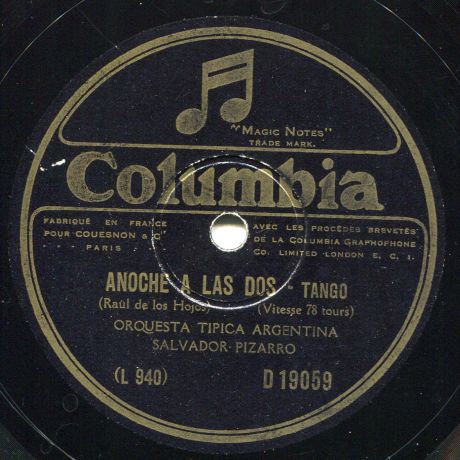 "Magic Notes"
TRADE MARK.
Columbia
FABRIQUÉ EN FRANCE
POUR COUESNON & Cie
- - PARIS - -
AVEC LES PROCÉDÉS BREVETÉS
DE LA COLUMBIA GRAPHOPHONE
CO. LIMITED LONDON E. C. 1.
ANOCHE A LAS DOS - TANGO
(Raül de los Hojos) (Vitesse 78 tours)
ORQUESTA TIPICA ARGENTINA
SALVADOR PIZARRO
(L 940) D 19059